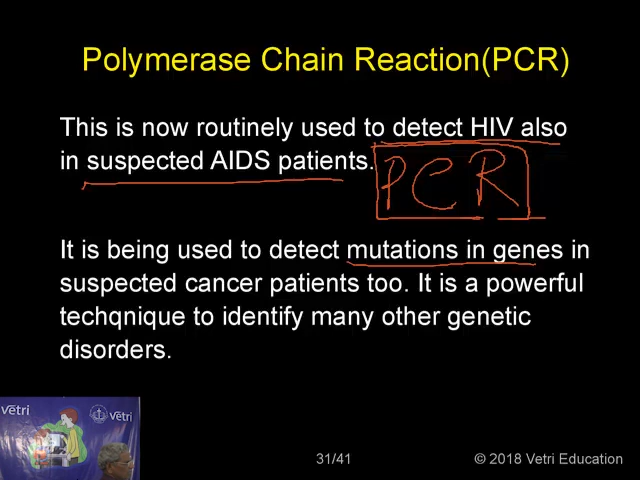 Polymerase Chain Reaction(PCR)
This is now routinely used to detect HIV also
in suspected AIDS patients.
PCR
It is being used to detect mutations in genes in
suspected cancer patients too. It is a powerful
techqnique to identify many other genetic
disorders.
Vetri
Vetri
31/41
© 2018 Vetri Education